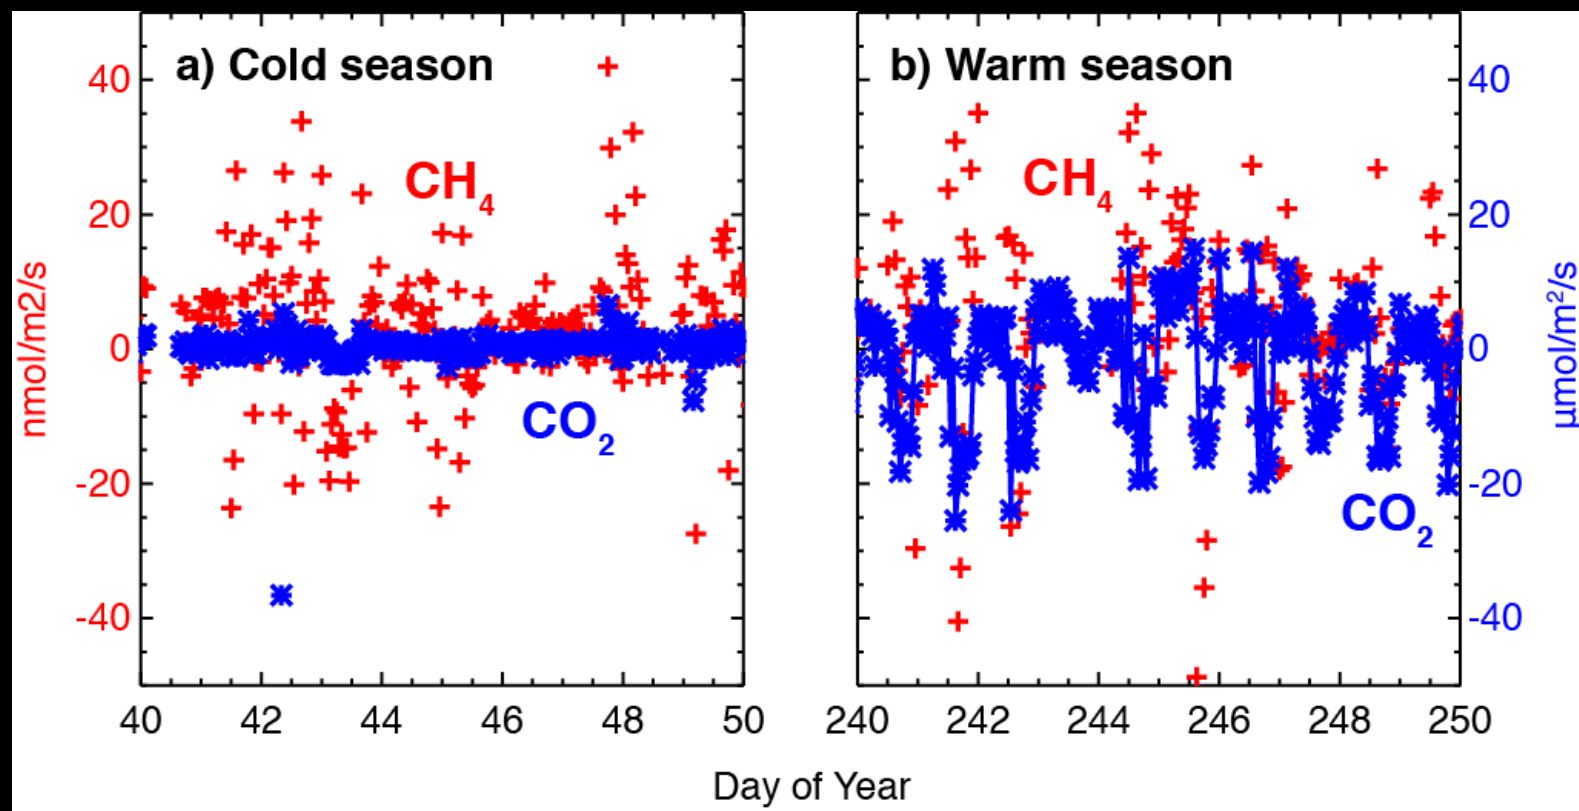 a) Cold season
b) Warm season
40
20
0
-20
-40
nmol/m2/s
CH4
CO2
40 42 44 46 48 50
CH4
CO2
240 242 244 246 248 250
40
20
0
-20
-40
µmol/m²/s
Day of Year